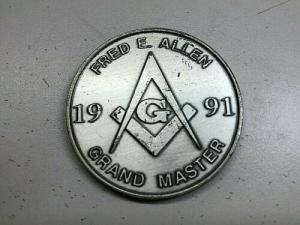 FRED E. ALLEN
19 G 91
GRAND MASTER